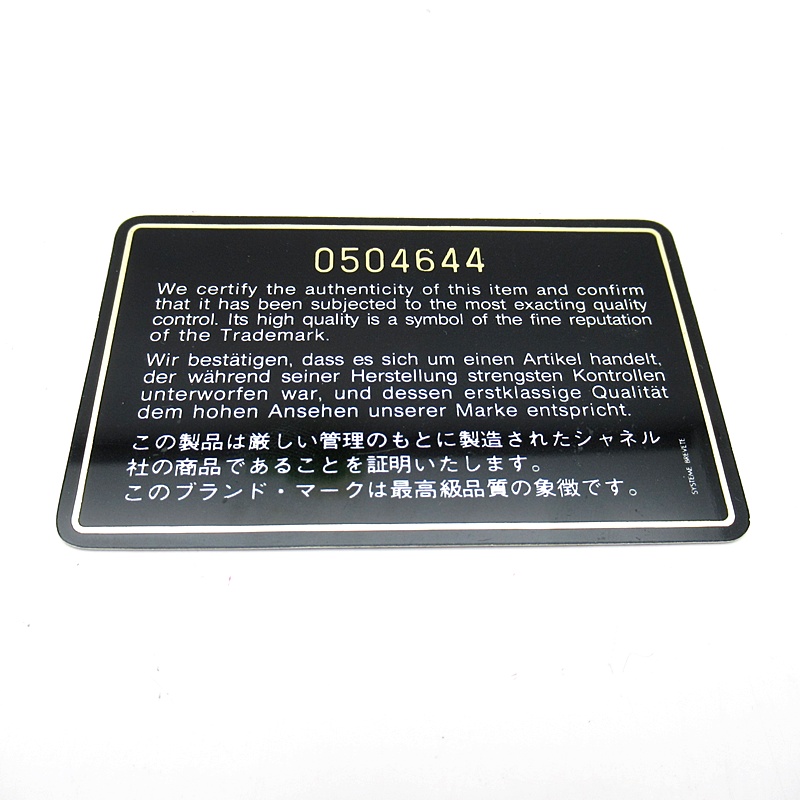 0504644
We certify the authenticity of this item and confirm
that it has been subjected to the most exacting quality
control. Its high quality is a symbol of the fine reputation
of the Trademark.
Wir bestätigen, dass es sich um einen Artikel handelt,
der während seiner Herstellung strengsten Kontrollen
unterworfen war, und dessen erstklassige Qualität
dem hohen Ansehen unserer Marke entspricht.
この製品は厳しい管理のもとに製造されたシャネル
社の商品であることを証明いたします。
このブランド・マークは最高級品質の象徴です。
SYSTEME BREVETE